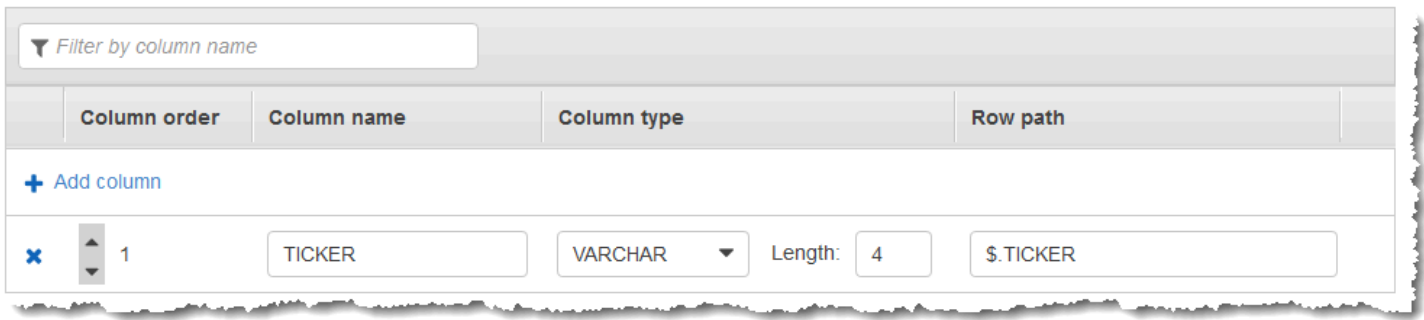 Filter by column name
Column order Column name Column type Row path
Add column
1 TICKER VARCHAR Length: 4 $.TICKER